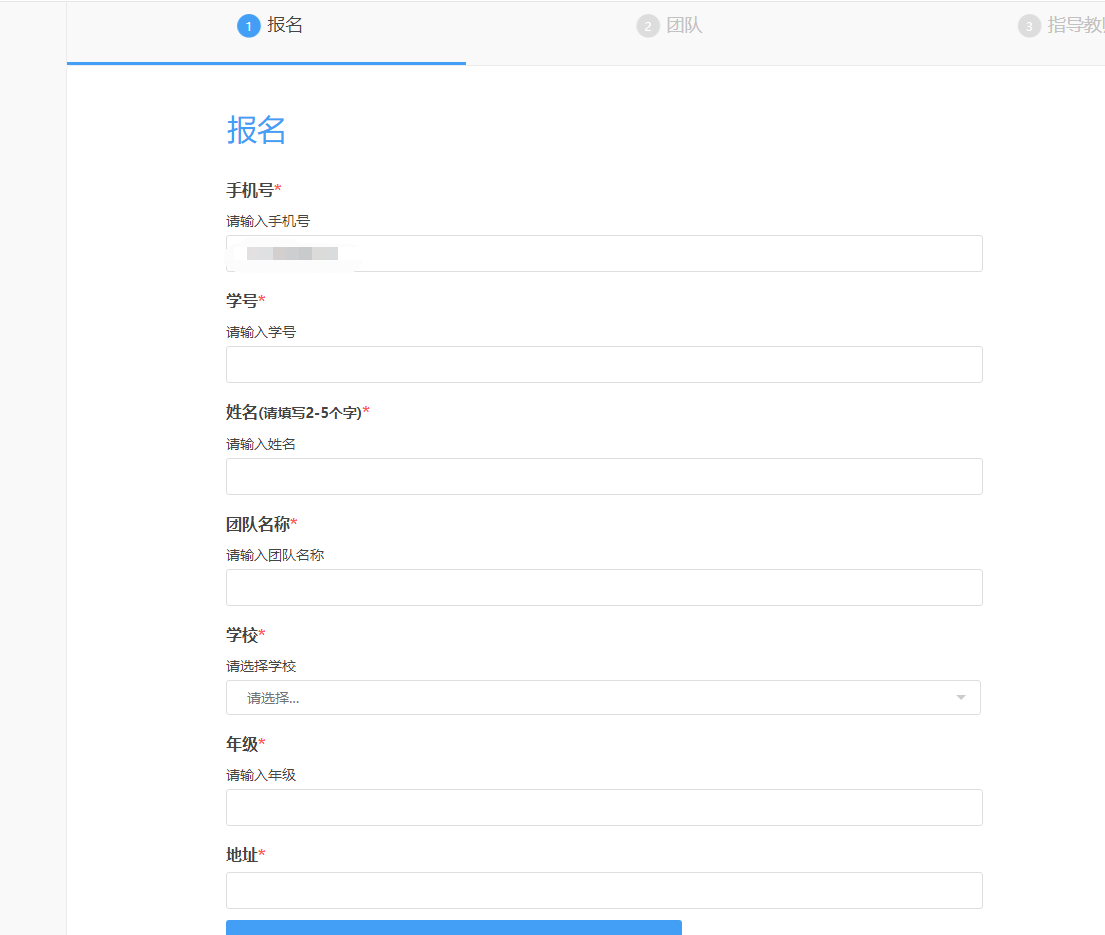 1 报名 2 团队 3 指导教
报名
手机号*
请输入手机号
学号*
请输入学号
姓名(请填写2-5个字)*
请输入姓名
团队名称*
请输入团队名称
学校*
请选择学校
请选择...
年级*
请输入年级
地址*